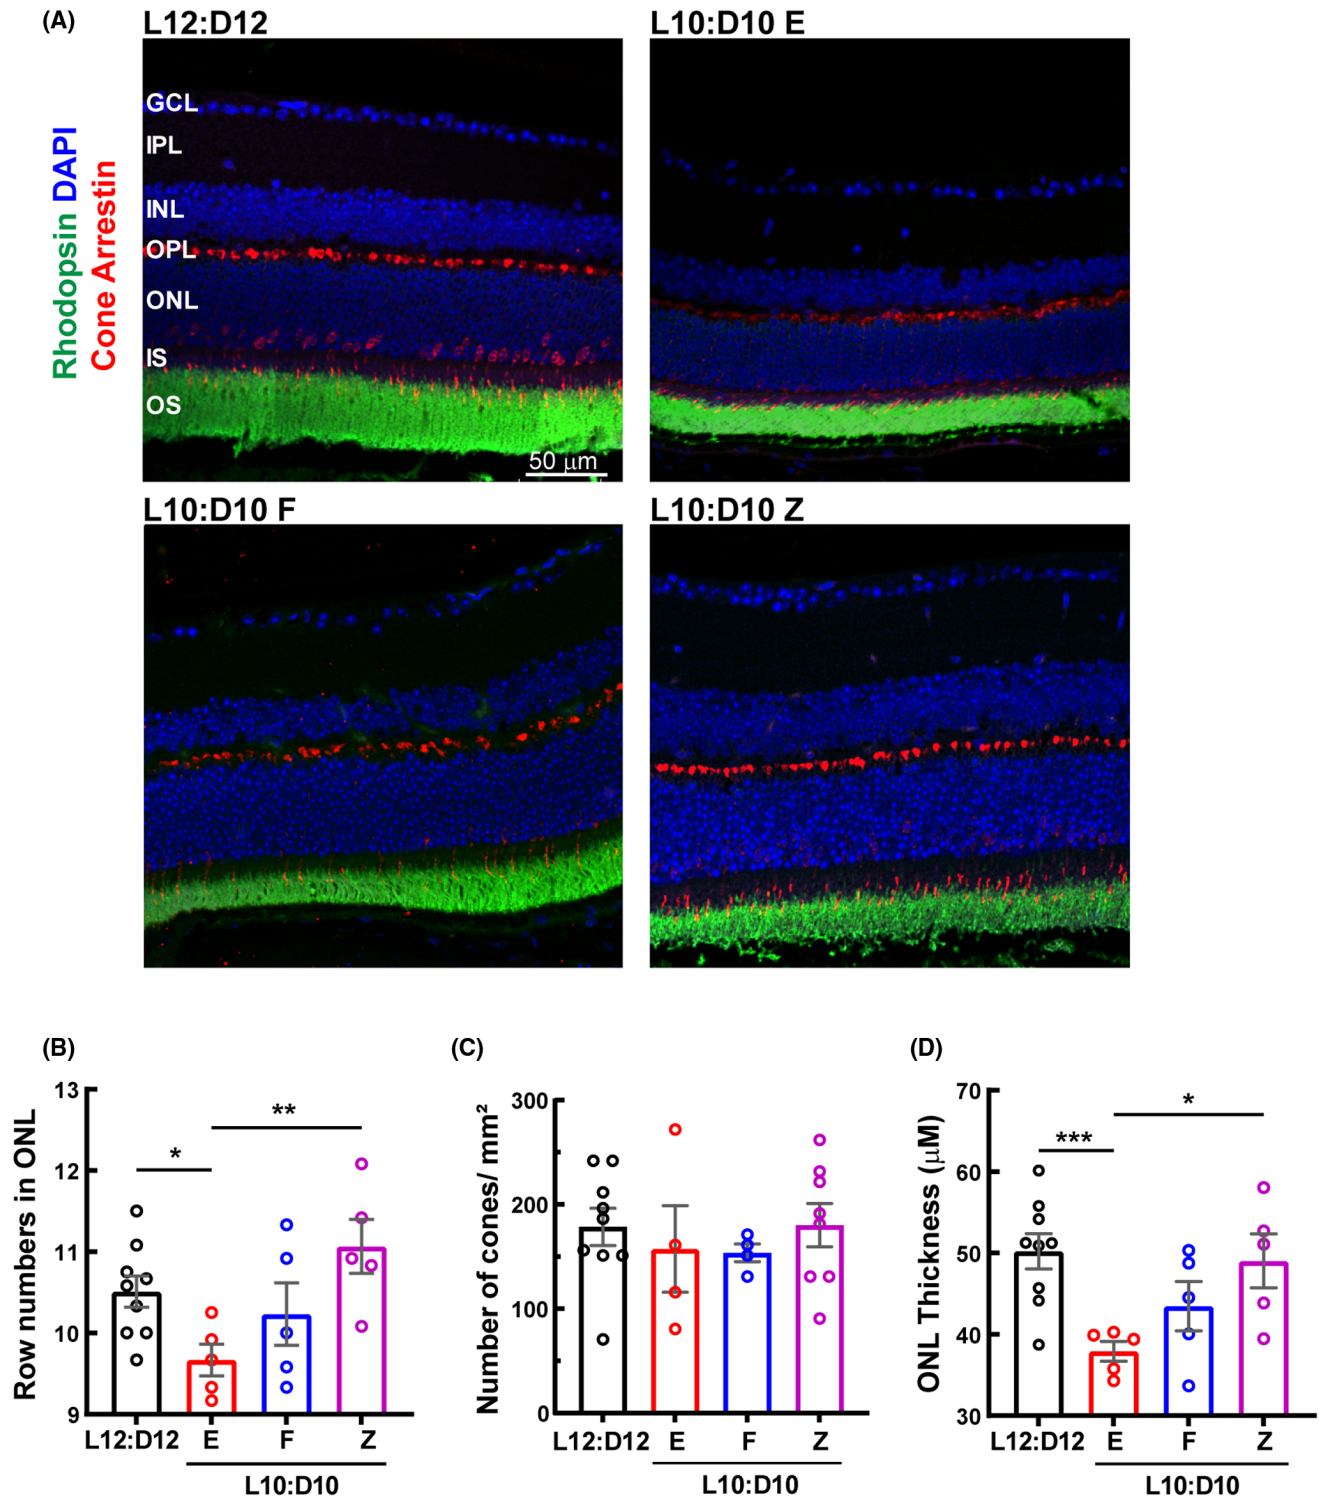 (A)
L12:D12
L10:D10 E
Rhodopsin DAPI
Cone Arrestin
GCL
IPL
INL
OPL
ONL
IS
OS
50 μm
L10:D10 F
L10:D10 Z
(B)
Row numbers in ONL
13
12
11
10
9
*
**
L12:D12 E F Z
L10:D10
(C)
Number of cones/ mm²
300
200
100
0
L12:D12 E F Z
L10:D10
(D)
ONL Thickness (μM)
70
60
50
40
30
***
*
L12:D12 E F Z
L10:D10